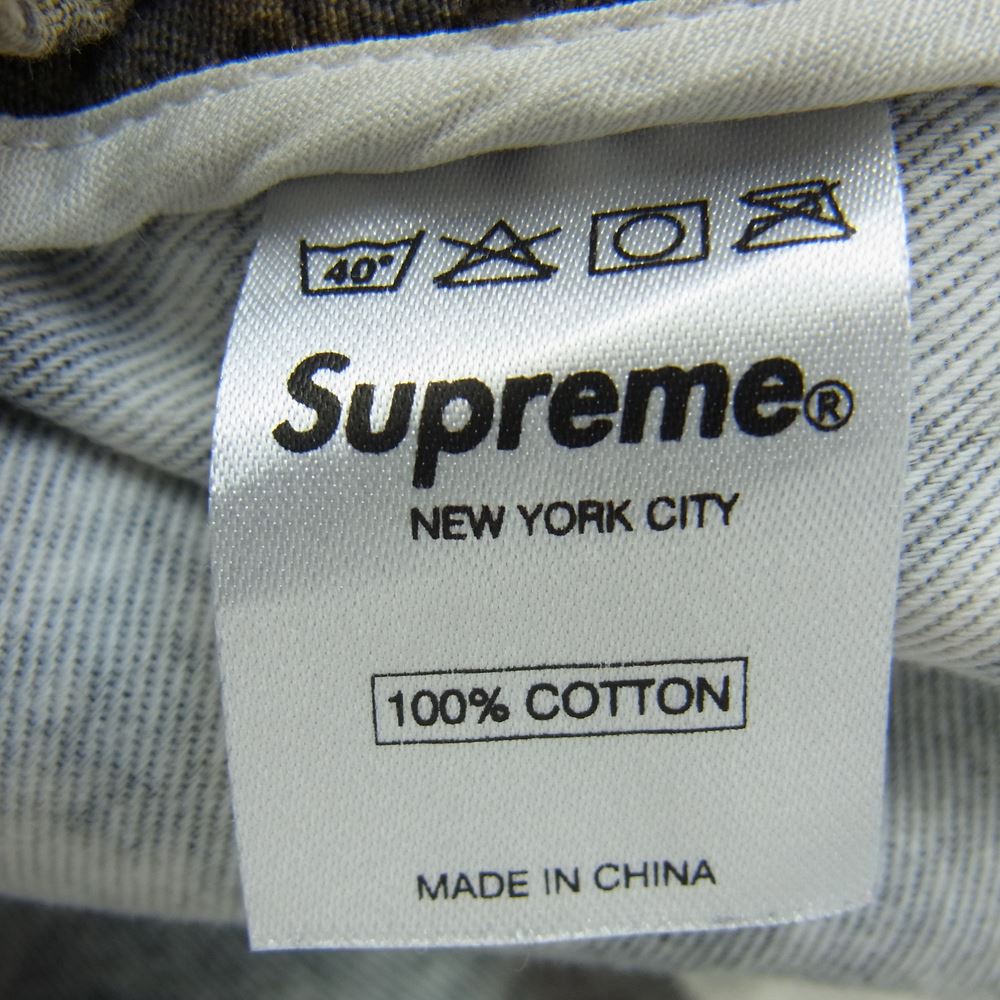 40°
Supreme®
NEW YORK CITY
100% COTTON
MADE IN CHINA